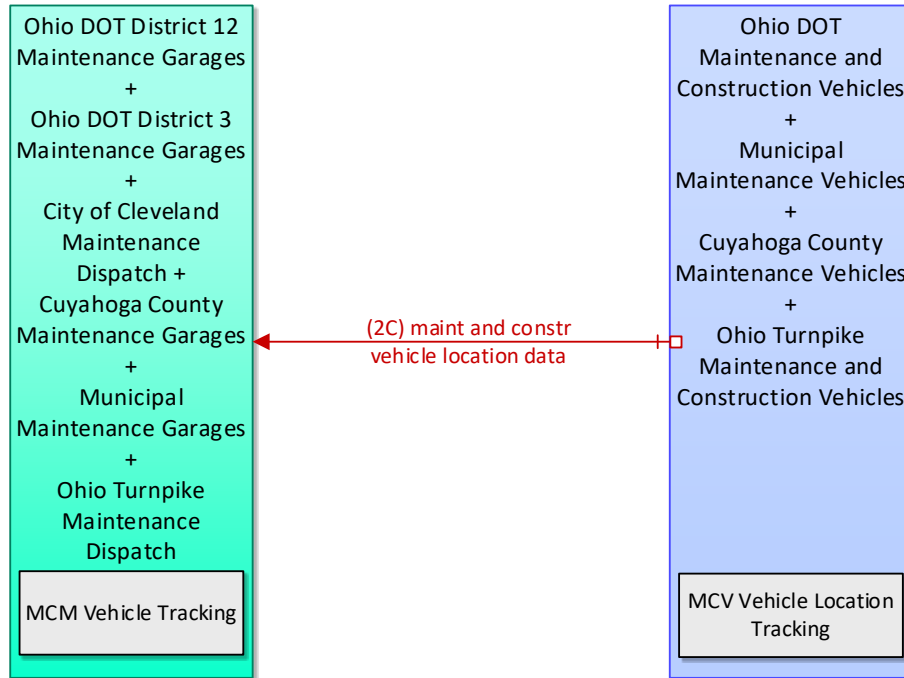 Ohio DOT District 12
Maintenance Garages
+
Ohio DOT District 3
Maintenance Garages
+
City of Cleveland
Maintenance
Dispatch +
Cuyahoga County
Maintenance Garages
+
Municipal
Maintenance Garages
+
Ohio Turnpike
Maintenance
Dispatch
MCM Vehicle Tracking
(2C) maint and constr
vehicle location data
Ohio DOT
Maintenance and
Construction Vehicles
+
Municipal
Maintenance Vehicles
+
Cuyahoga County
Maintenance Vehicles
+
Ohio Turnpike
Maintenance and
Construction Vehicles
MCV Vehicle Location
Tracking